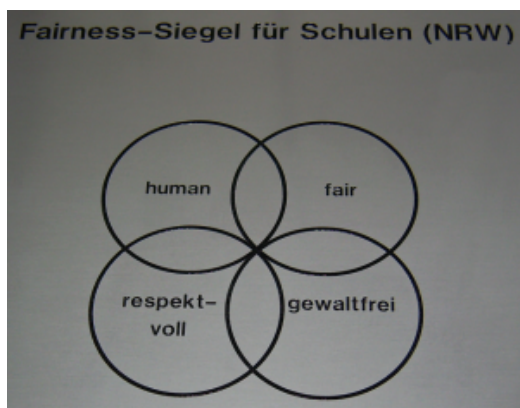 Fairness-Siegel für Schulen (NRW)
human
fair
respekt-
voll
gewaltfrei